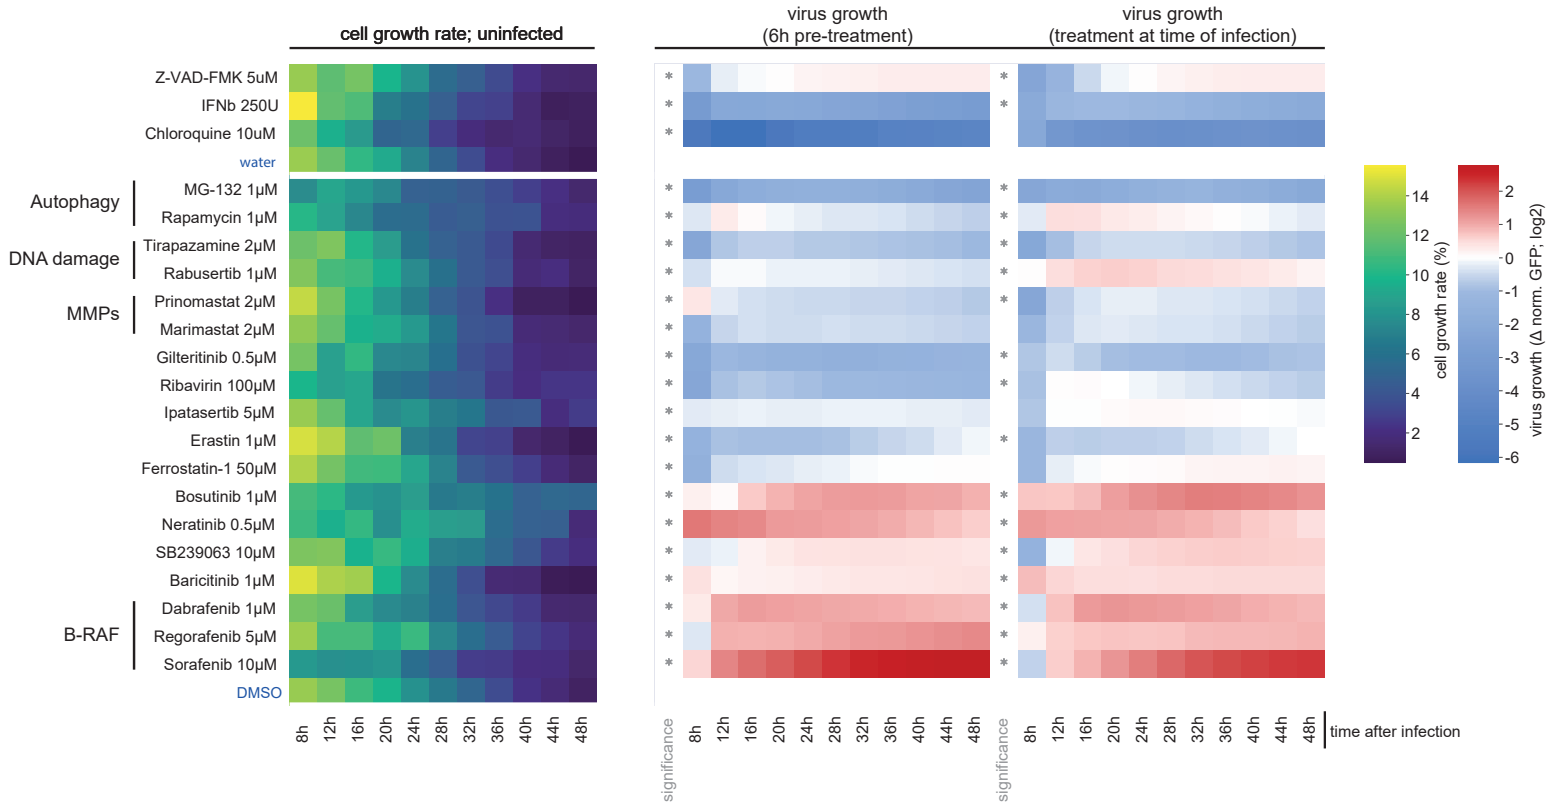 cell growth rate; uninfected
virus growth
(6h pre-treatment)
virus growth
(treatment at time of infection)
Z-VAD-FMK 5uM * *
IFNb 250U * *
Chloroquine 10uM *
water
Autophagy
MG-132 1µM * *
Rapamycin 1µM * *
DNA damage
Tirapazamine 2µM * *
Rabusertib 1µM * *
MMPs
Prinomastat 2µM * *
Marimastat 2µM *
Gilteritinib 0.5µM * *
Ribavirin 100µM * *
Ipatasertib 5µM *
Erastin 1µM * *
Ferrostatin-1 50µM *
Bosutinib 1µM * *
Neratinib 0.5µM * *
SB239063 10µM * *
Baricitinib 1µM * *
B-RAF
Dabrafenib 1µM * *
Regorafenib 5µM * *
Sorafenib 10µM * *
DMSO
8h 12h 16h 20h 24h 28h 32h 36h 40h 44h 48h
significance
8h 12h 16h 20h 24h 28h 32h 36h 40h 44h 48h
significance
8h 12h 16h 20h 24h 28h 32h 36h 40h 44h 48h
time after infection
14
12
10
8
6
4
2
cell growth rate (%)
2
1
0
-1
-2
-3
-4
-5
-6
virus growth (Δ norm. GFP; log2)